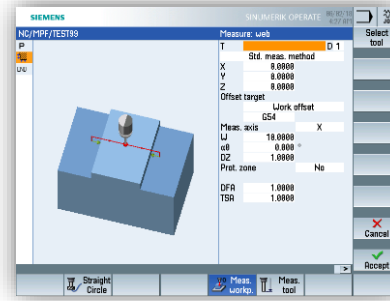 SIEMENS
SINUMERIK OPERATE
NC/MPF/TEST99
Measure: web
Select tool
P
T D 1
Std. meas. method
X 0.0000
Y 0.0000
Z 0.0000
Offset target
Work offset
G54
Meas. axis X
W 10.0000
α0 0.000 °
DZ 1.0000
Prot. zone No
DFA 1.0000
TSA 1.0000
Cancel
Accept
Straight Circle
Meas. workp.
Meas. tool